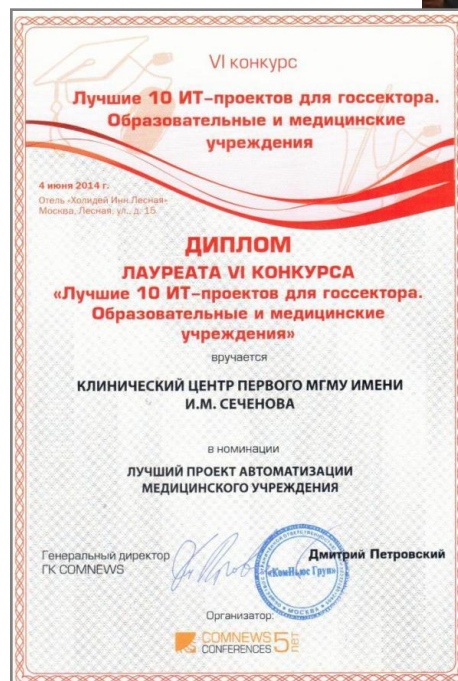 VI конкурс
Лучшие 10 ИТ-проектов для госсектора.
Образовательные и медицинские
учреждения
4 июня 2014 г.
Отель «Холидей Инн Лесная»
Москва, Лесная, ул., д. 15
ДИПЛОМ
ЛАУРЕАТА VI КОНКУРСА
«Лучшие 10 ИТ-проектов для госсектора.
Образовательные и медицинские
учреждения»
вручается
КЛИНИЧЕСКИЙ ЦЕНТР ПЕРВОГО МГМУ ИМЕНИ
И.М. СЕЧЕНОВА
в номинации
ЛУЧШИЙ ПРОЕКТ АВТОМАТИЗАЦИИ
МЕДИЦИНСКОГО УЧРЕЖДЕНИЯ
Генеральный директор
ГК COMNEWS
Дмитрий Петровский
«КомНьюс Груп»
МОСКВА
Организатор:
COMNEWS
CONFERENCES
5 ЛЕТ